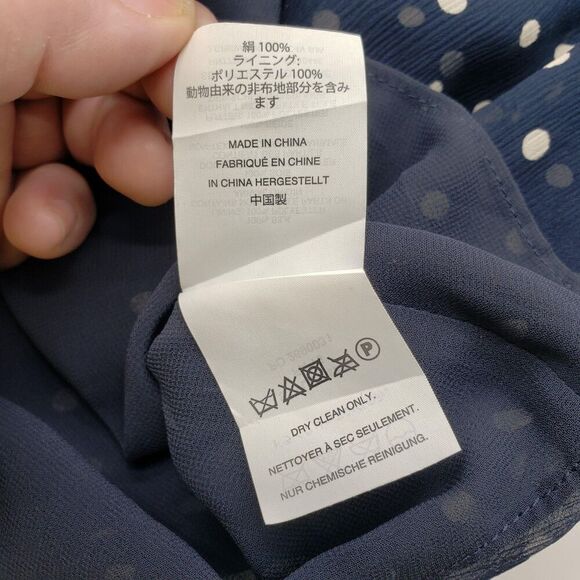 絹 100%
ライニング:
ポリエステル 100%
動物由来の非布地部分を含み
ます
MADE IN CHINA
FABRIQUÉ EN CHINE
IN CHINA HERGESTELLT
中国製
P
DRY CLEAN ONLY.
NETTOYER À SEC SEULEMENT.
NUR CHEMISCHE REINIGUNG.